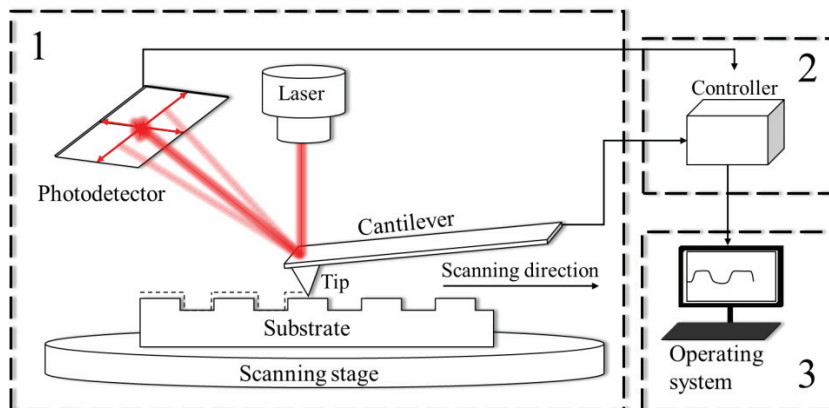 1
Laser
Photodetector
Cantilever
Tip
Scanning direction
Substrate
Scanning stage
2
Controller
Operating
system
3